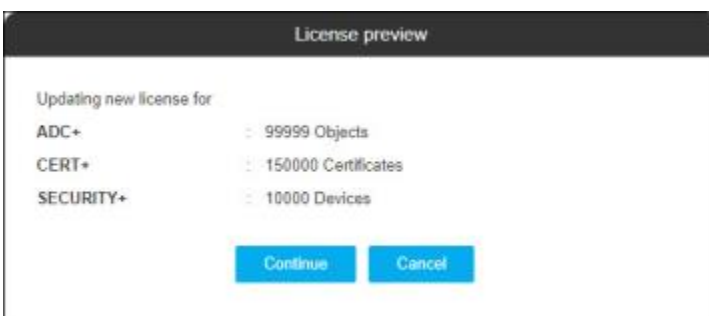 License preview
Updating new license for
ADC+ : 99999 Objects
CERT+ : 150000 Certificates
SECURITY+ : 10000 Devices
Continue Cancel